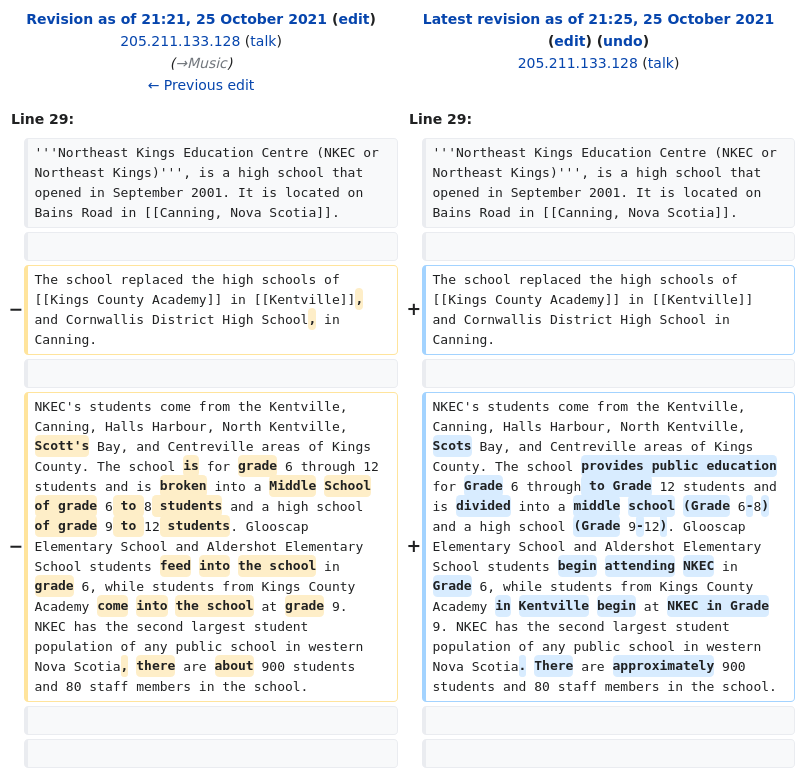 Revision as of 21:21, 25 October 2021 (edit)
205.211.133.128 (talk)
(→Music)
← Previous edit
Line 29:
'''Northeast Kings Education Centre (NKEC or
Northeast Kings)''', is a high school that
opened in September 2001. It is located on
Bains Road in [[Canning, Nova Scotia]].
−
The school replaced the high schools of
[[Kings County Academy]] in [[Kentville]],
and Cornwallis District High School, in
Canning.
−
NKEC's students come from the Kentville,
Canning, Halls Harbour, North Kentville,
Scott's Bay, and Centreville areas of Kings
County. The school is for grade 6 through 12
students and is broken into a Middle School
of grade 6 to 8 students and a high school
of grade 9 to 12 students. Glooscap
Elementary School and Aldershot Elementary
School students feed into the school in
grade 6, while students from Kings County
Academy come into the school at grade 9.
NKEC has the second largest student
population of any public school in western
Nova Scotia, there are about 900 students
and 80 staff members in the school.
Latest revision as of 21:25, 25 October 2021
(edit) (undo)
205.211.133.128 (talk)
Line 29:
'''Northeast Kings Education Centre (NKEC or
Northeast Kings)''', is a high school that
opened in September 2001. It is located on
Bains Road in [[Canning, Nova Scotia]].
+
The school replaced the high schools of
[[Kings County Academy]] in [[Kentville]]
and Cornwallis District High School in
Canning.
+
NKEC's students come from the Kentville,
Canning, Halls Harbour, North Kentville,
Scots Bay, and Centreville areas of Kings
County. The school provides public education
for Grade 6 through to Grade 12 students and
is divided into a middle school (Grade 6-8)
and a high school (Grade 9-12). Glooscap
Elementary School and Aldershot Elementary
School students begin attending NKEC in
Grade 6, while students from Kings County
Academy in Kentville begin at NKEC in Grade
9. NKEC has the second largest student
population of any public school in western
Nova Scotia. There are approximately 900
students and 80 staff members in the school.